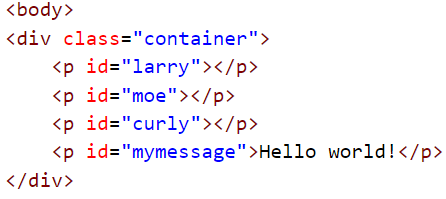 <body>
<div class="container">
    <p id="larry"></p>
    <p id="moe"></p>
    <p id="curly"></p>
    <p id="mymessage">Hello world!</p>
</div>